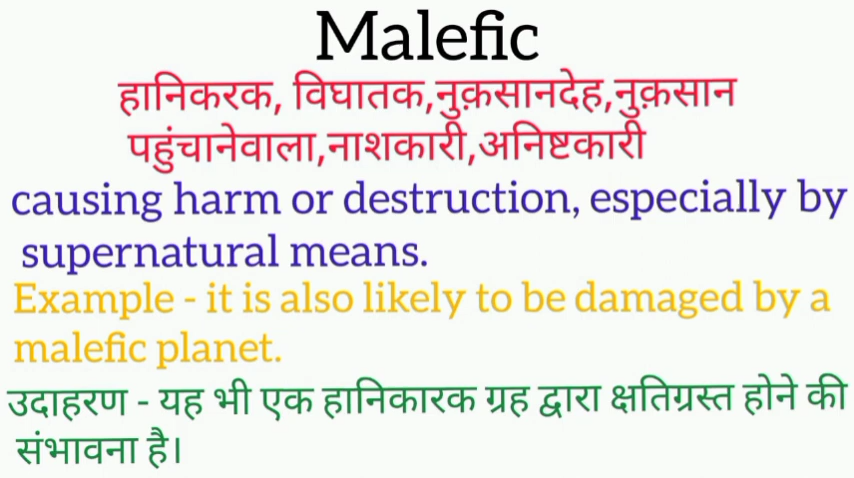 Malefic
हानिकरक, विघातक,नुक़सानदेह,नुक़सान
पहुंचानेवाला,नाशकारी,अनिष्टकारी
causing harm or destruction, especially by
supernatural means.
Example - it is also likely to be damaged by a
malefic planet.
उदाहरण - यह भी एक हानिकारक ग्रह द्वारा क्षतिग्रस्त होने की
संभावना है।